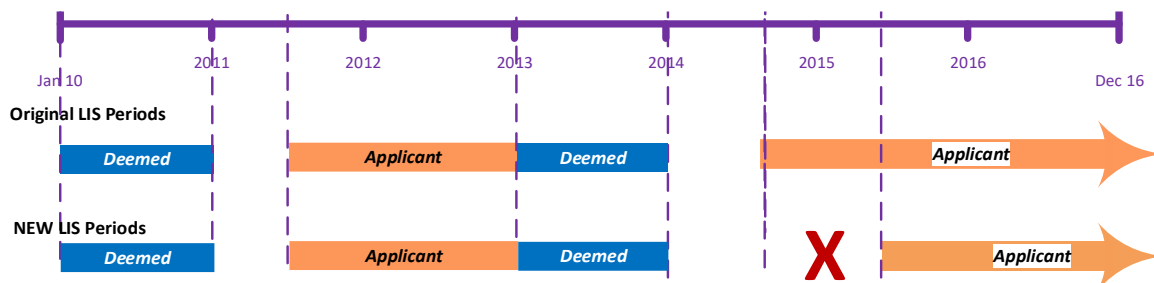 2011 2012 2013 2014 2015 2016
Jan 10 Dec 16
Original LIS Periods
Deemed Applicant Deemed Applicant
NEW LIS Periods
Deemed Applicant Deemed X Applicant